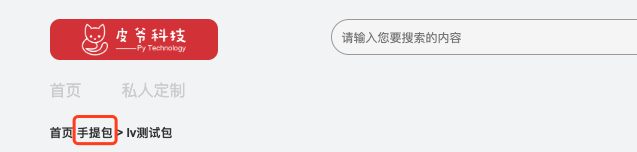 皮爷科技
Py Technology
请输入您要搜索的内容
首页 私人定制
首页 手提包 > lv测试包